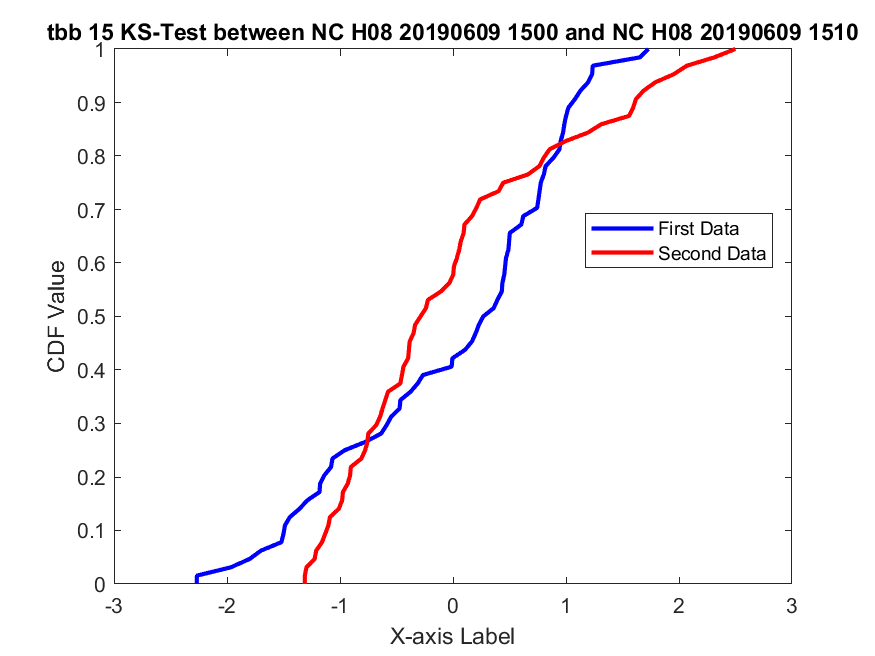 tbb 15 KS-Test between NC H08 20190609 1500 and NC H08 20190609 1510
1
0.9
0.8
0.7
0.6
0.5
0.4
0.3
0.2
0.1
0
CDF Value
First Data
Second Data
-3 -2 -1 0 1 2 3
X-axis Label